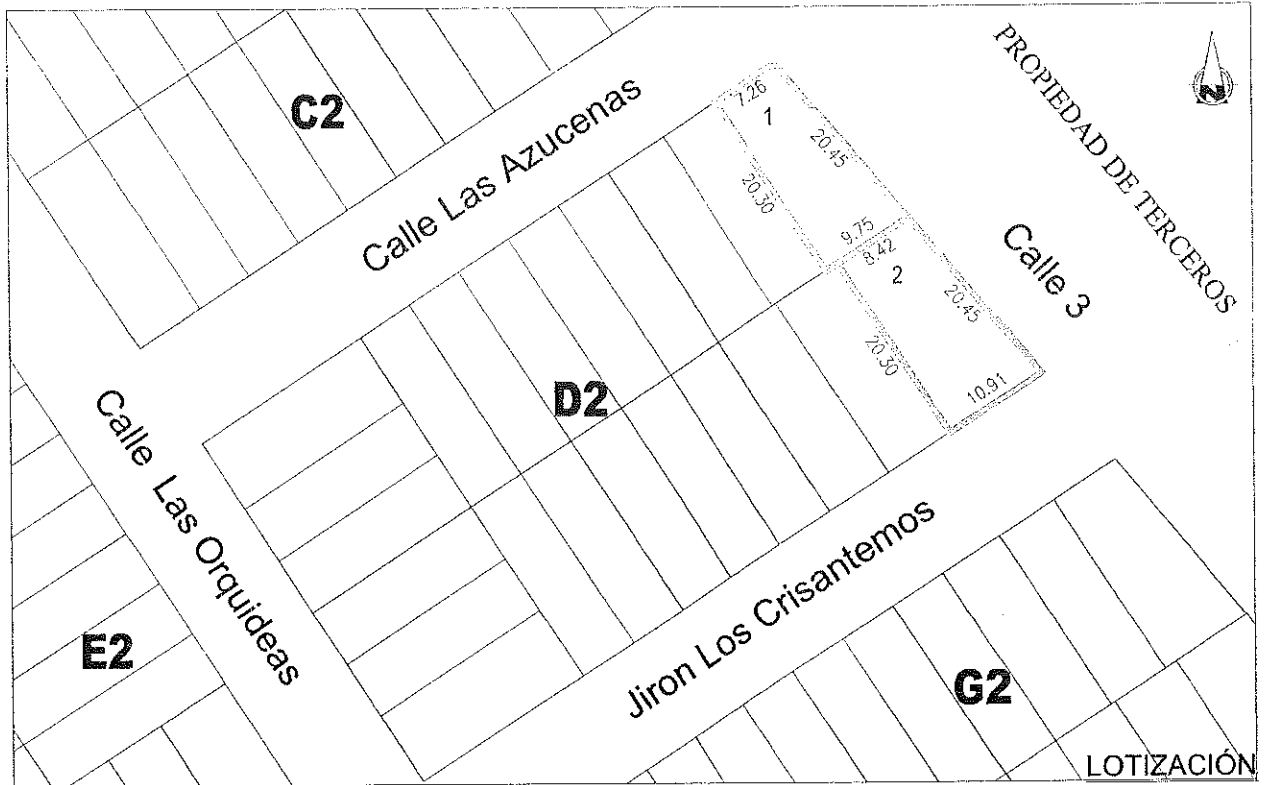 C2
Calle Las Azucenas
7.26
1
20.45
20.30
9.75
PROPIEDAD DE TERCEROS
N
Calle 3
8.42
2
20.45
20.30
10.91
D2
Calle Las Orquideas
E2
Jiron Los Crisantemos
G2
LOTIZACIÓN